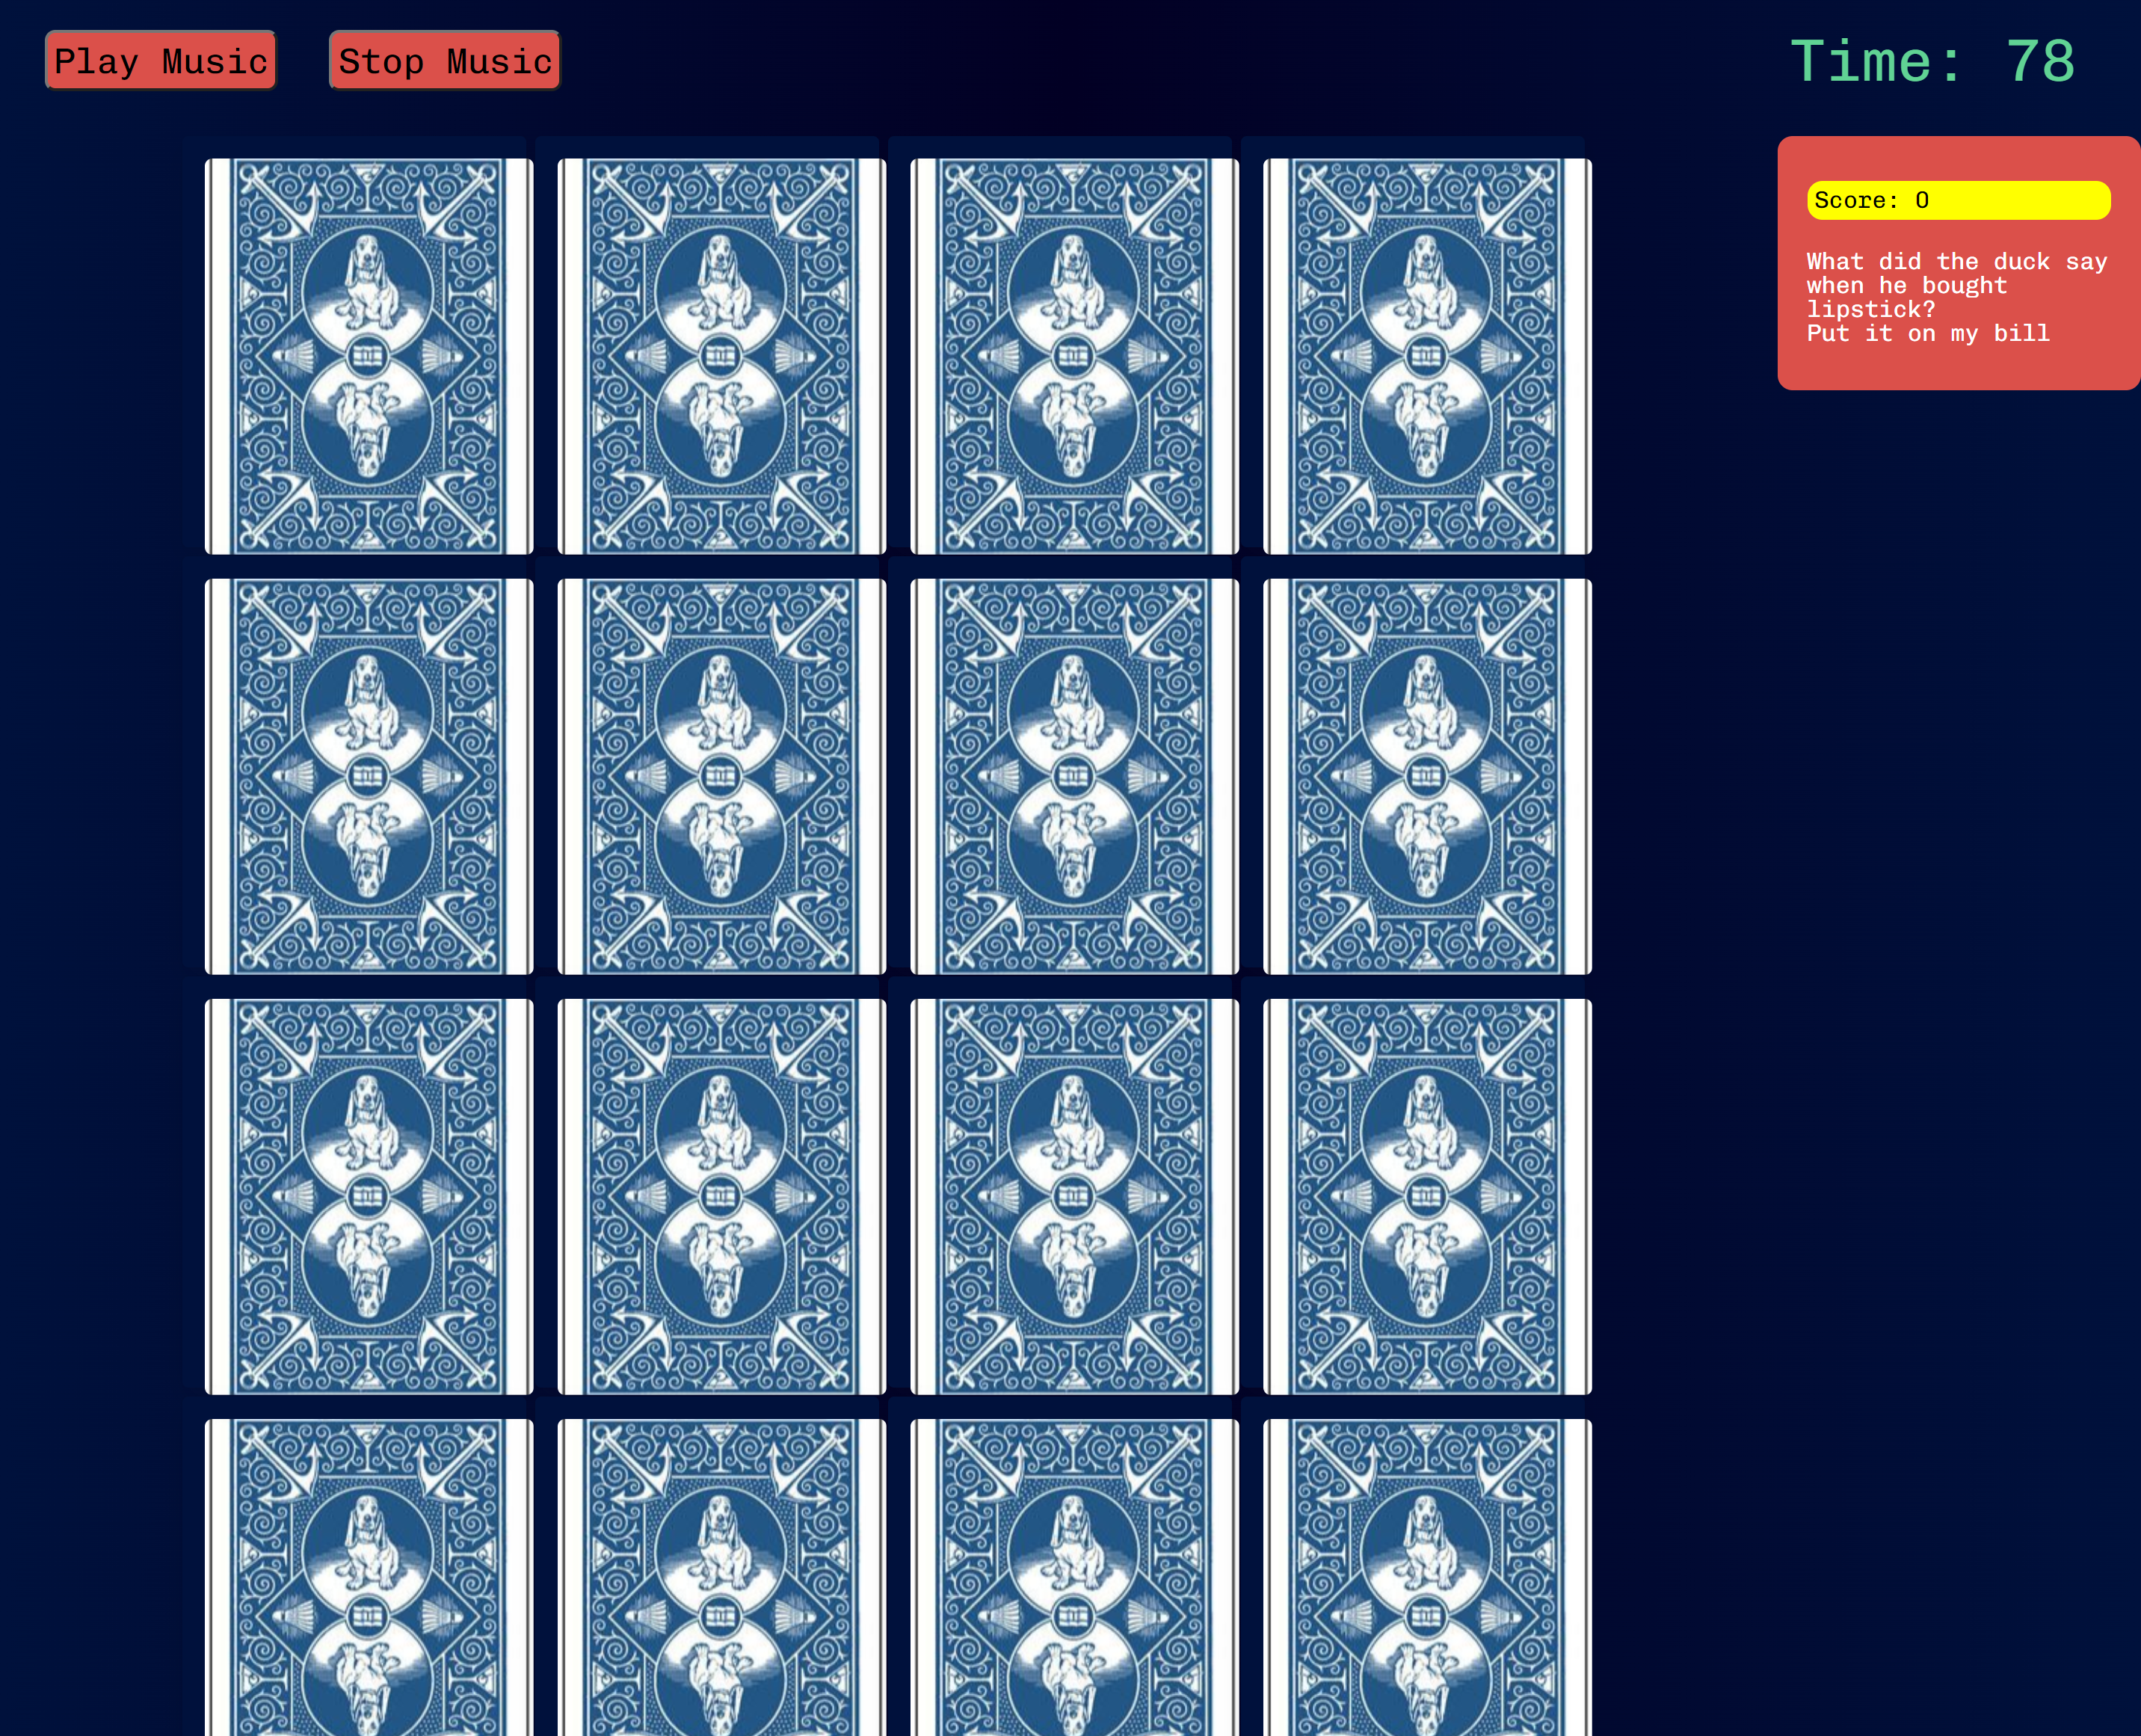 Play Music
Stop Music
Time: 78
Score: 0
What did the duck say
when he bought
lipstick?
Put it on my bill